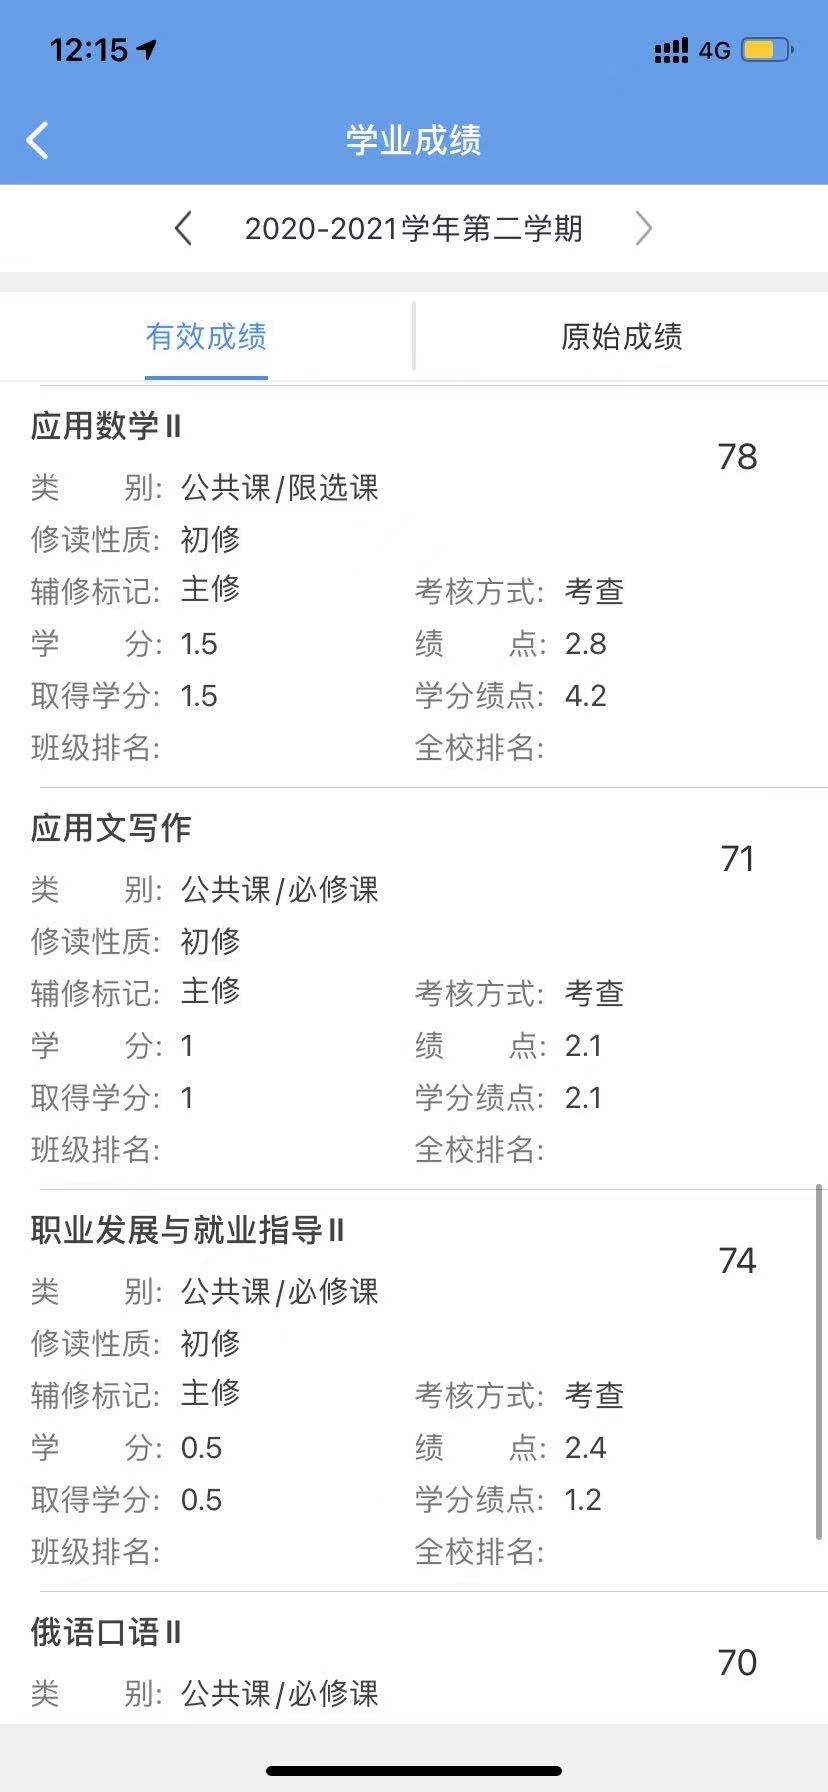 12:15 4G
学业成绩
2020-2021学年第二学期
有效成绩 原始成绩
应用数学Ⅱ
78
类 别: 公共课/限选课
修读性质: 初修
辅修标记: 主修 考核方式: 考查
学 分: 1.5 绩 点: 2.8
取得学分: 1.5 学分绩点: 4.2
班级排名: 全校排名:
应用文写作
71
类 别: 公共课/必修课
修读性质: 初修
辅修标记: 主修 考核方式: 考查
学 分: 1 绩 点: 2.1
取得学分: 1 学分绩点: 2.1
班级排名: 全校排名:
职业发展与就业指导Ⅱ
74
类 别: 公共课/必修课
修读性质: 初修
辅修标记: 主修 考核方式: 考查
学 分: 0.5 绩 点: 2.4
取得学分: 0.5 学分绩点: 1.2
班级排名: 全校排名:
俄语口语Ⅱ
70
类 别: 公共课/必修课